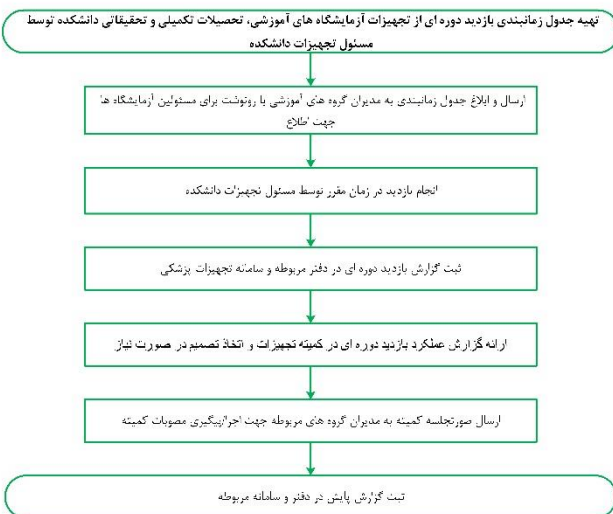 تهیه جدول زمانبندی بازدید دوره ای از تجهیزات آزمایشگاه های آموزشی، تحصیلات تکمیلی و تحقیقاتی دانشکده توسط
مسئول تجهیزات دانشکده
ارسال و ابلاغ جدول زمانبندی به مدیران گروه های آموزشی با رونوشت برای مسئولین آزمایشگاه ها
جهت اطلاع
انجام بازدید در زمان مقرر توسط مسئول تجهیزات دانشکده
ثبت گزارش بازدید دوره ای در دفتر مربوطه و سامانه تجهیزات پزشکی
ارائه گزارش عملکرد بازدید دوره ای در کمیته تجهیزات و اتخاذ تصمیم در صورت نیاز
ارسال صورتجلسه کمیته به مدیران گروه های مربوطه جهت اجرا/پیگیری مصوبات کمیته
ثبت گزارش پایش در دفتر و سامانه مربوطه